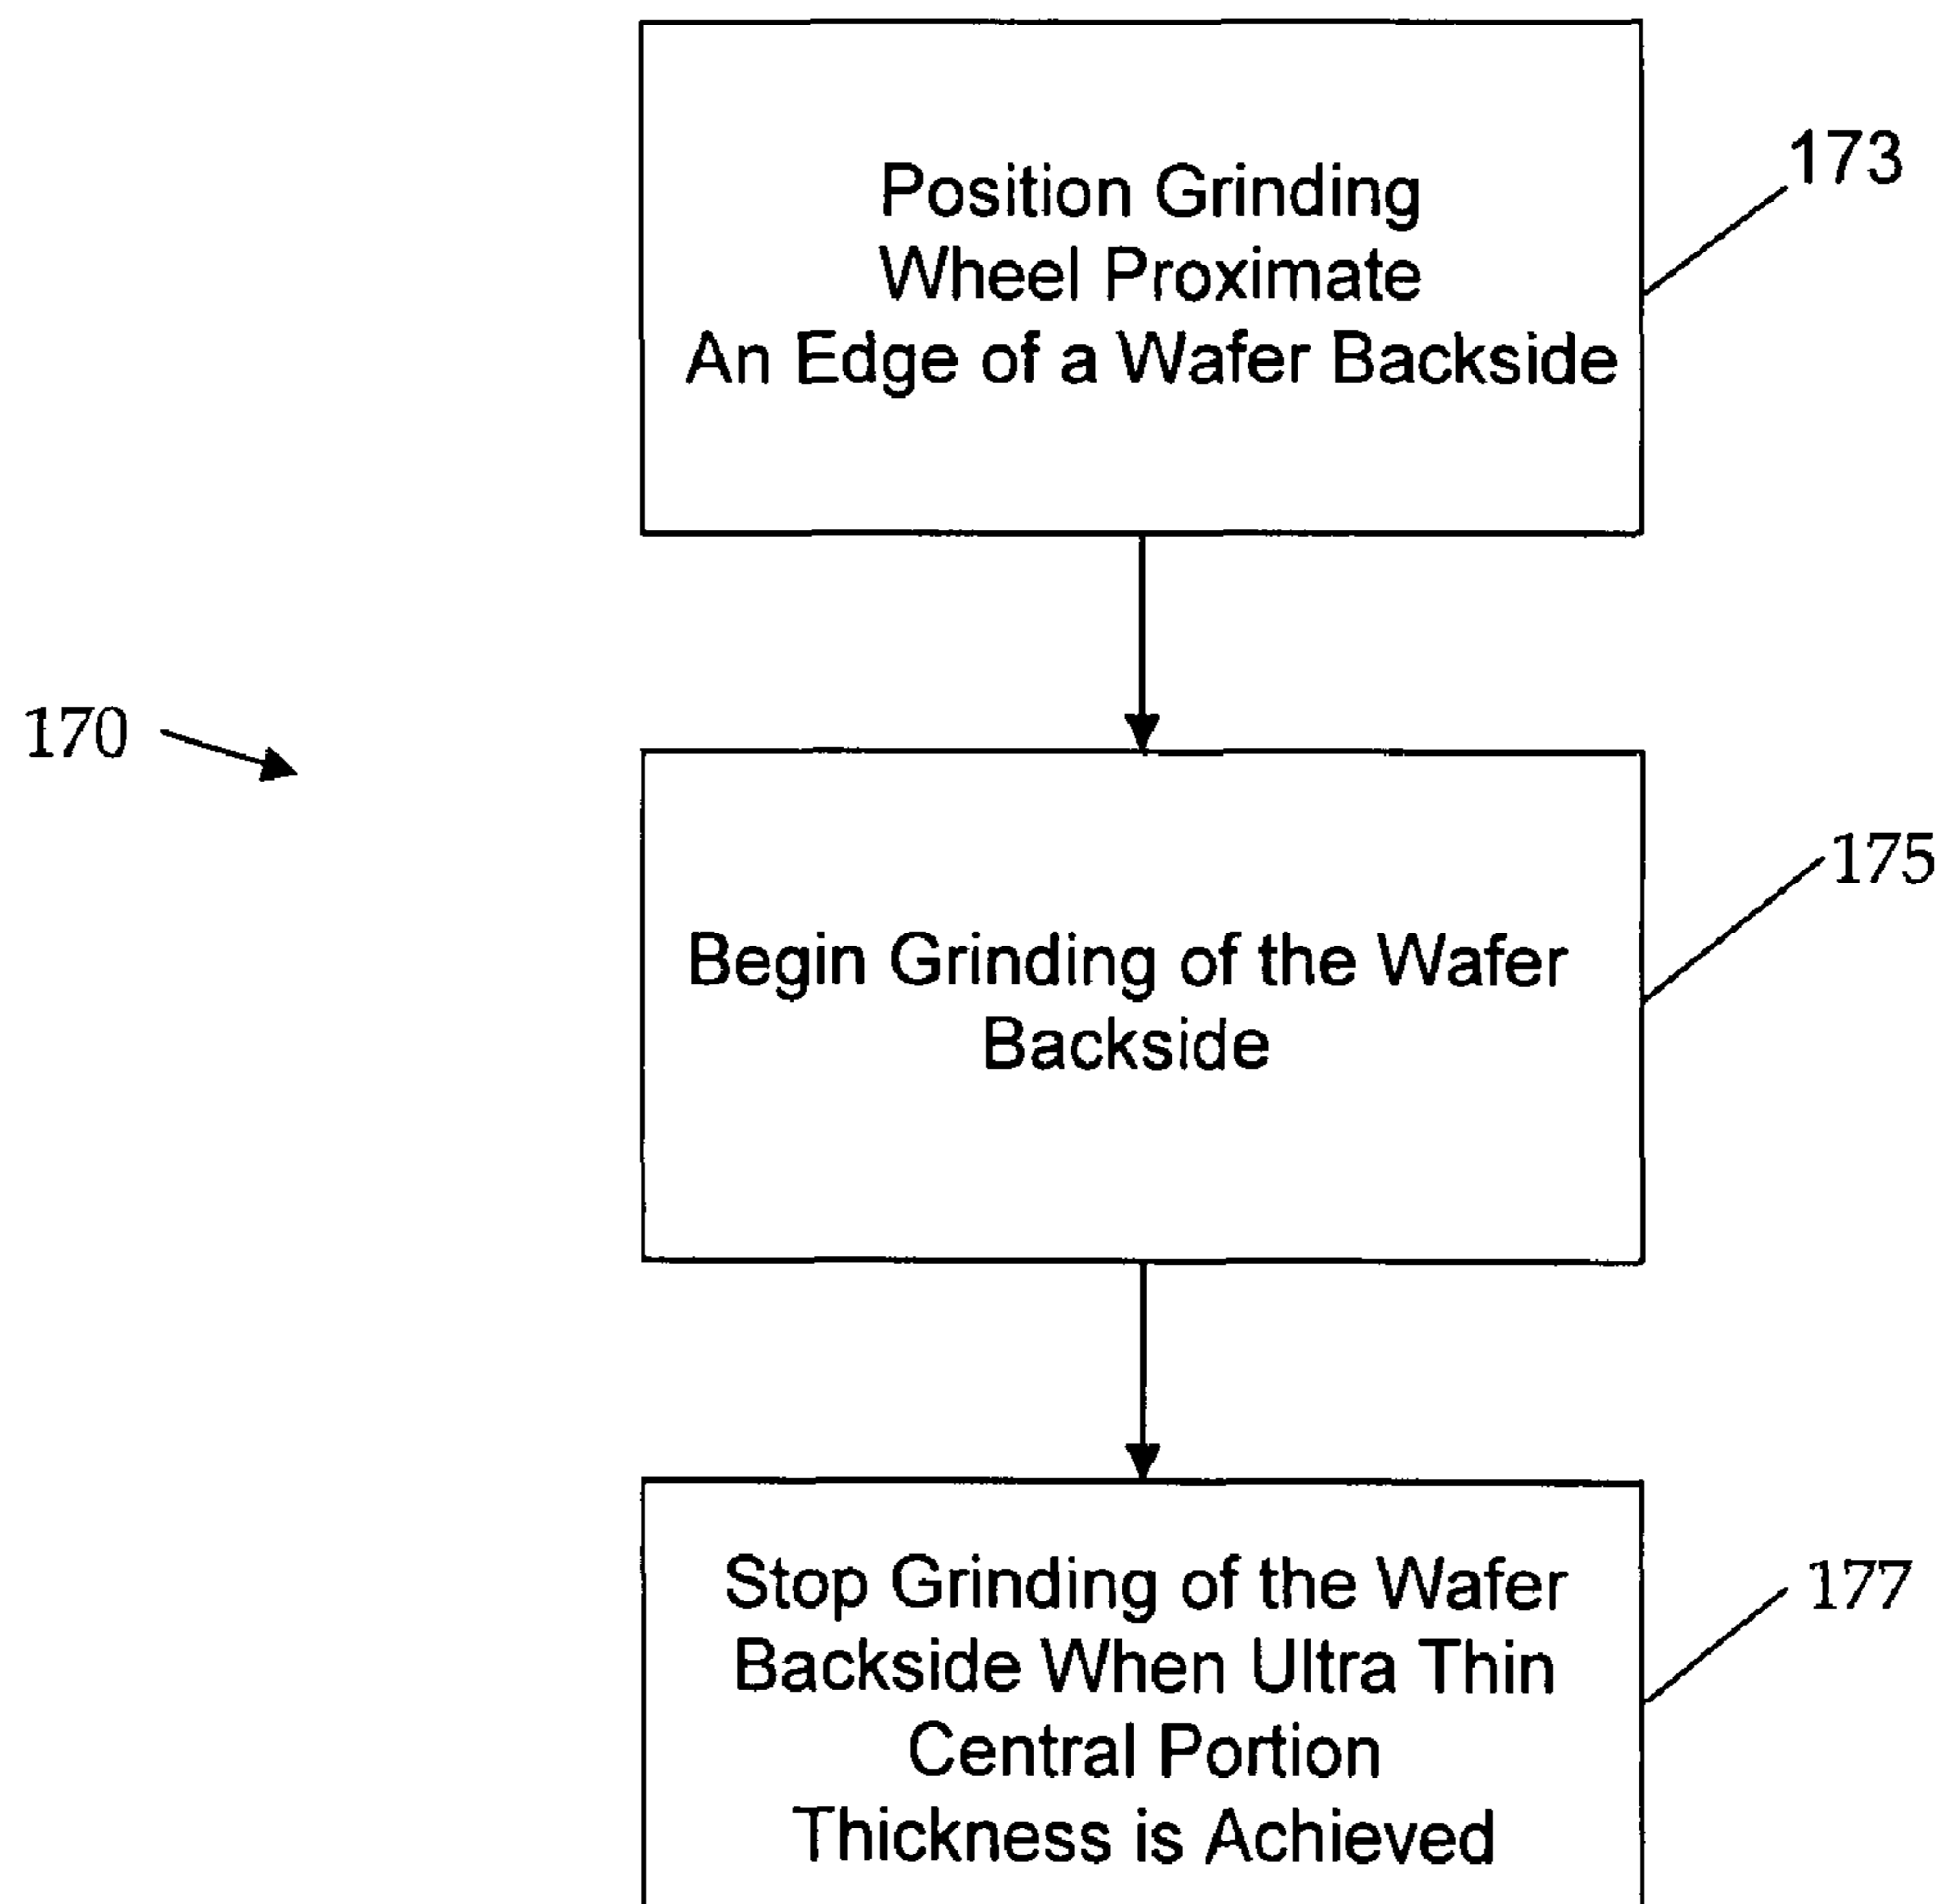 Position Grinding
Wheel Proximate
An Edge of a Wafer Backside
173
170
Begin Grinding of the Wafer
Backside
175
Stop Grinding of the Wafer
Backside When Ultra Thin
Central Portion
Thickness is Achieved
177